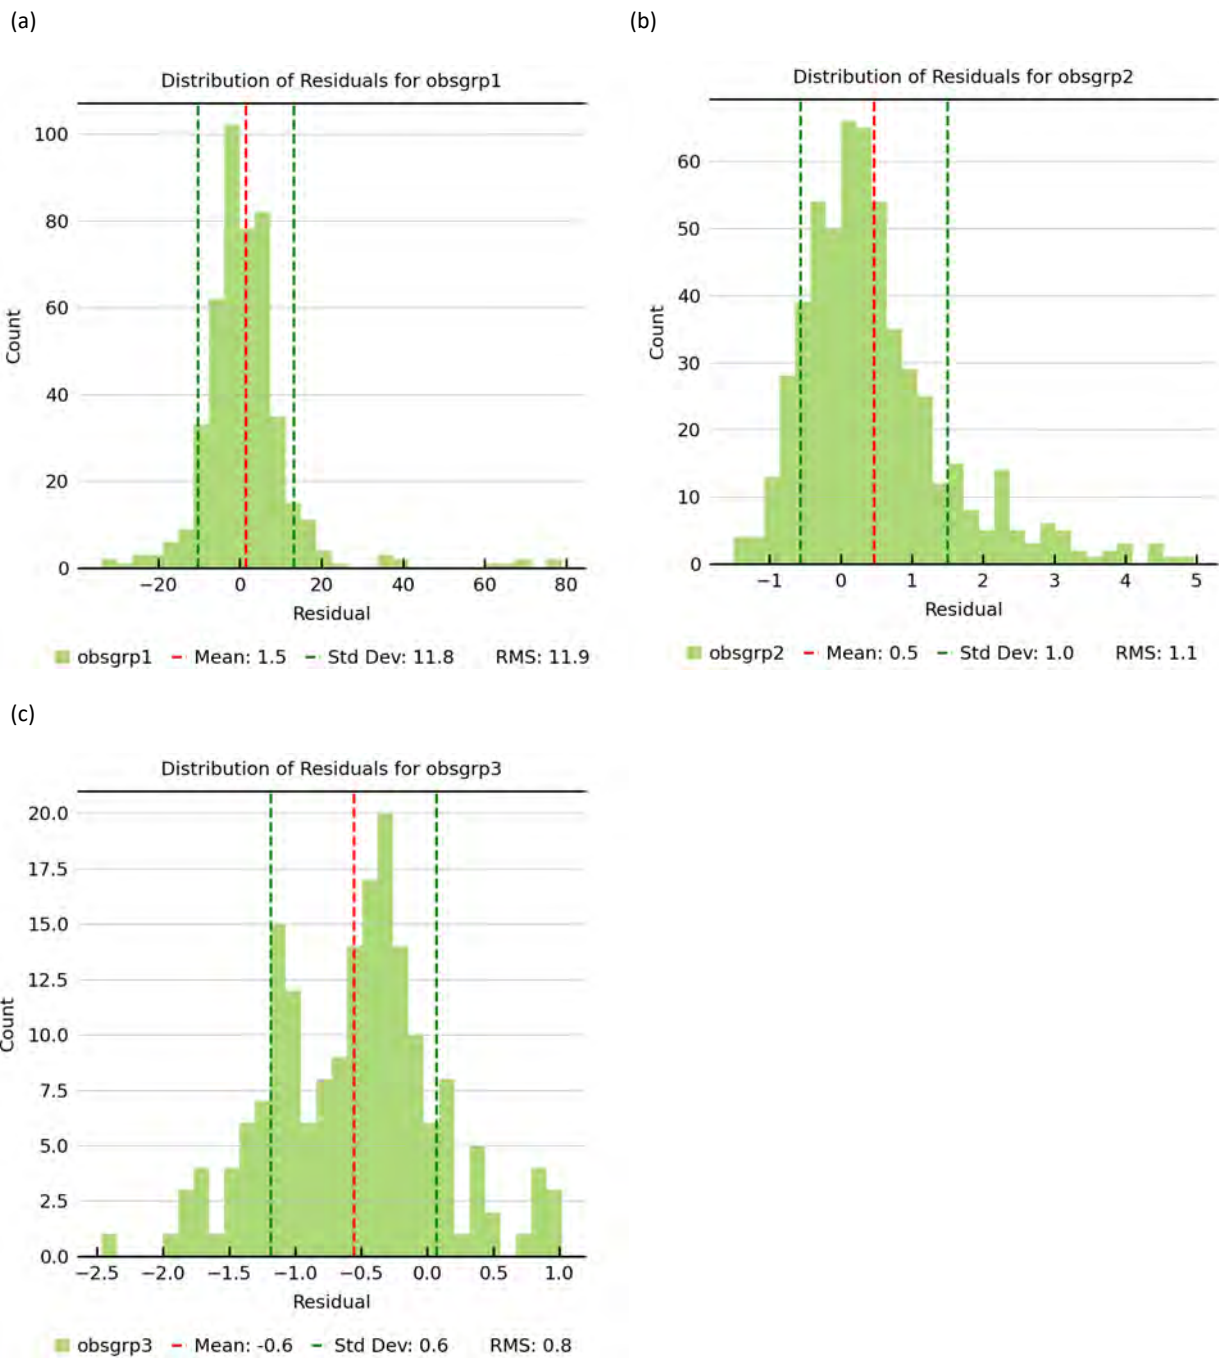 (a)
Distribution of Residuals for obsgrp1
100
80
60
40
20
0
Count
−20 0 20 40 60 80
Residual
obsgrp1 Mean: 1.5 Std Dev: 11.8 RMS: 11.9
(b)
Distribution of Residuals for obsgrp2
60
50
40
30
20
10
0
Count
−1 0 1 2 3 4 5
Residual
obsgrp2 Mean: 0.5 Std Dev: 1.0 RMS: 1.1
(c)
Distribution of Residuals for obsgrp3
20.0
17.5
15.0
12.5
10.0
7.5
5.0
2.5
0.0
Count
−2.5 −2.0 −1.5 −1.0 −0.5 0.0 0.5 1.0
Residual
obsgrp3 Mean: -0.6 Std Dev: 0.6 RMS: 0.8